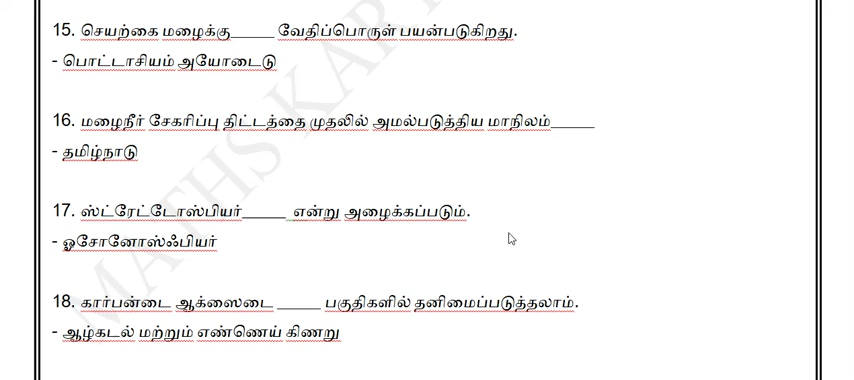 15. செயற்கை மழைக்கு_____ வேதிப்பொருள் பயன்படுகிறது.
- பொட்டாசியம் அயோடைடு
16. மழைநீர் சேகரிப்பு திட்டத்தை முதலில் அமல்படுத்திய மாநிலம்_____
- தமிழ்நாடு
17. ஸ்ட்ரேட்டோஸ்பியர்_____ என்று அழைக்கப்படும்.
- ஓசோனோஸ்ஃபியர்
18. கார்பன்டை ஆக்ஸைடை _____ பகுதிகளில் தனிமைப்படுத்தலாம்.
- ஆழ்கடல் மற்றும் எண்ணெய் கிணறு
MATHS KAR